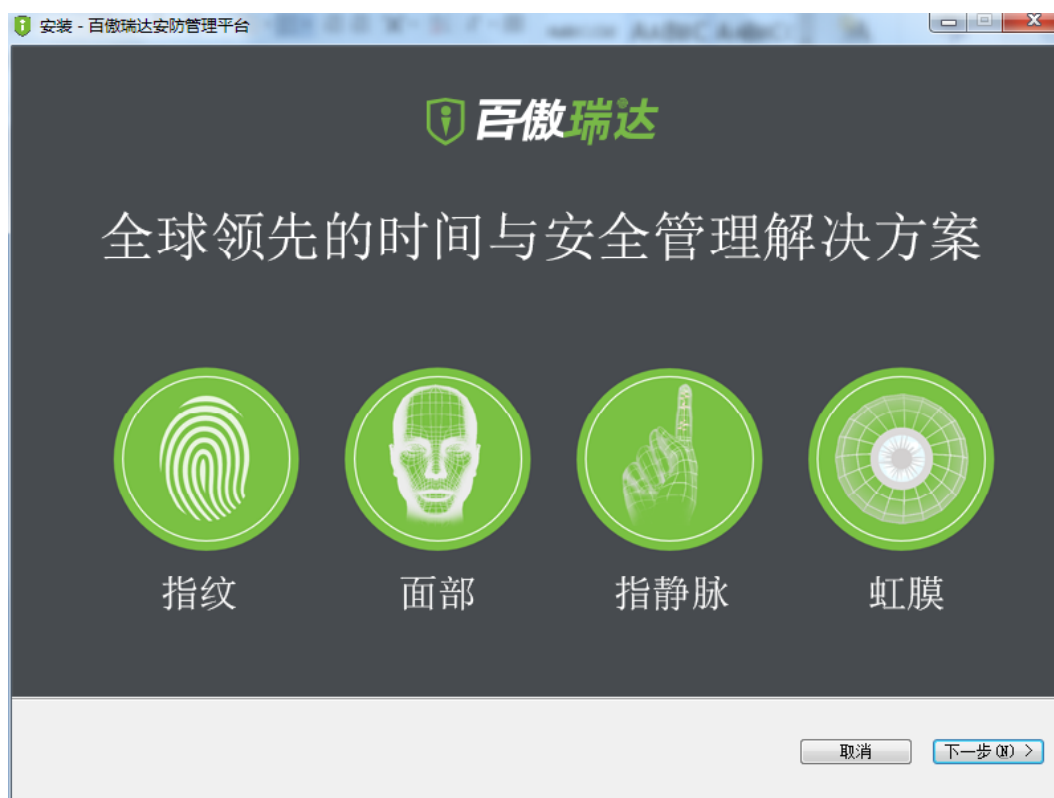 安装 - 百傲瑞达安防管理平台
百傲瑞达
全球领先的时间与安全管理解决方案
指纹
面部
指静脉
虹膜
取消
下一步(N) >